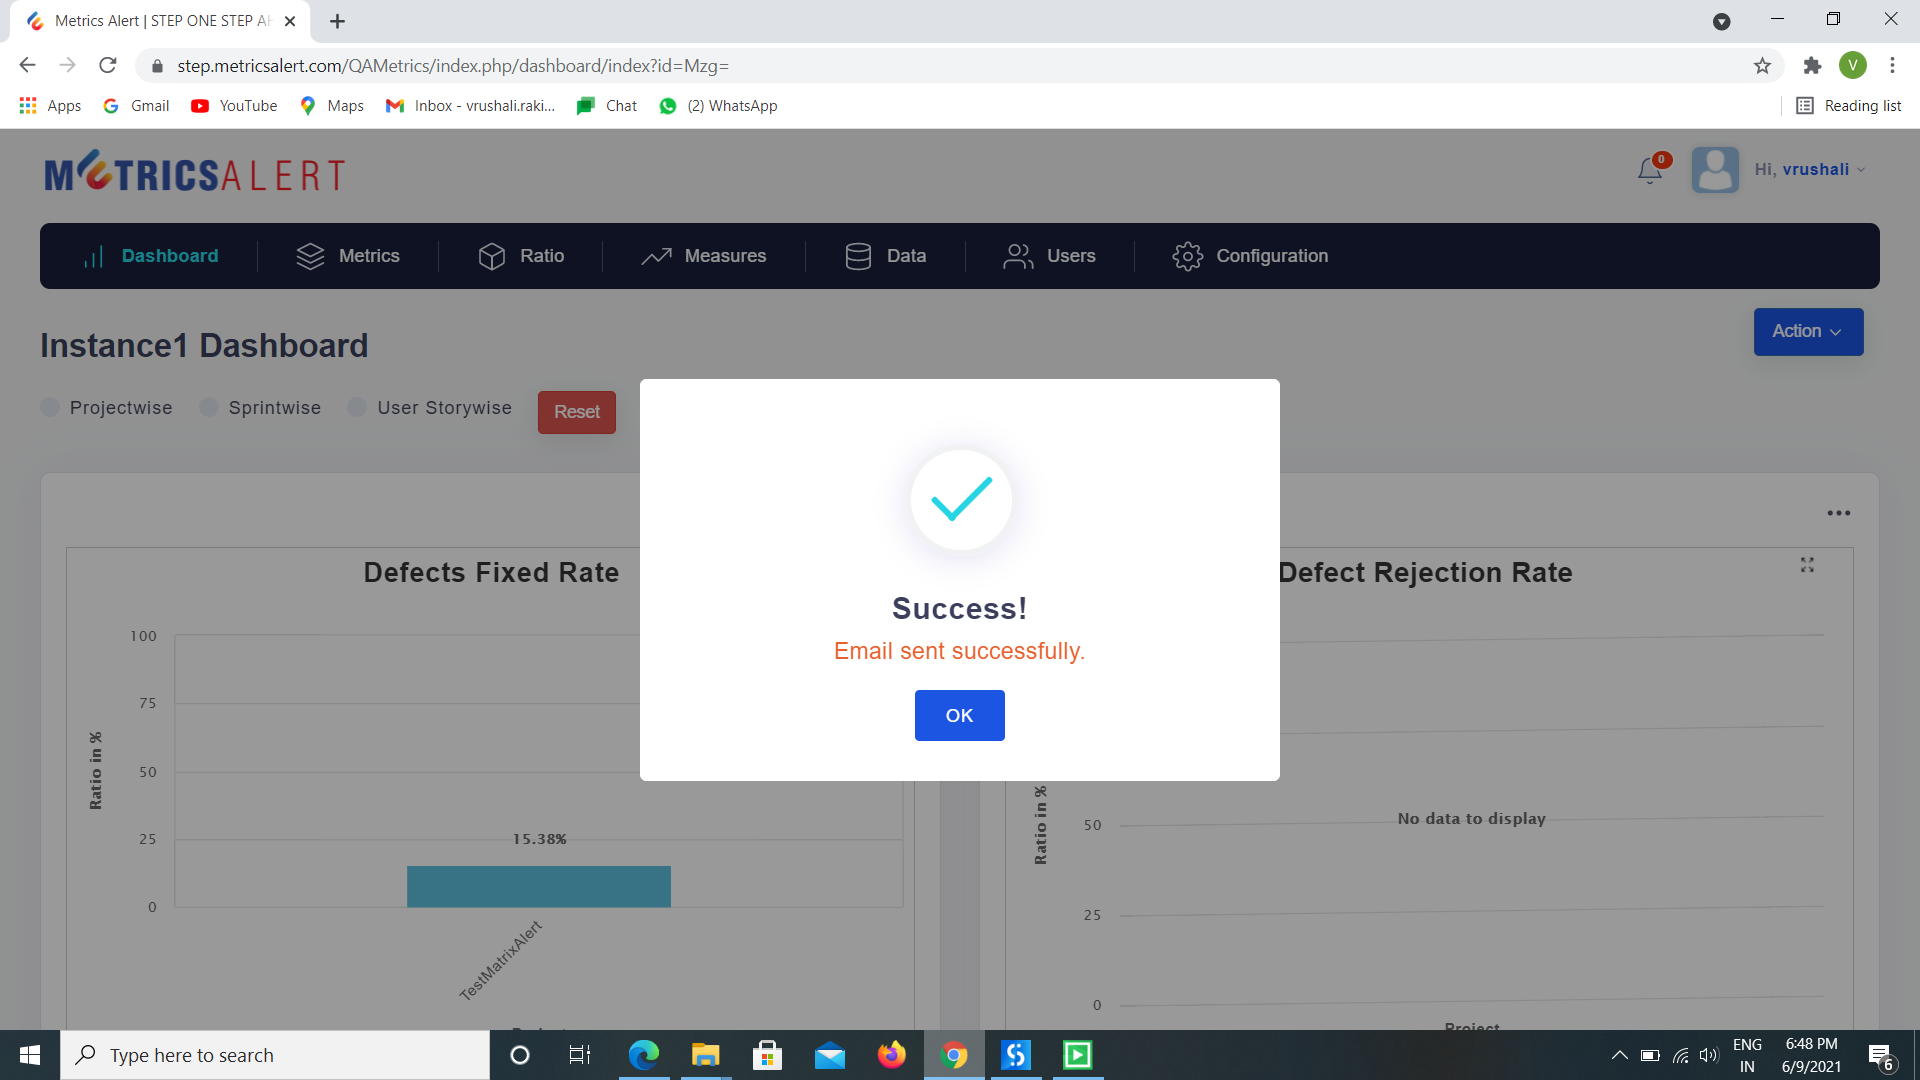 Metrics Alert | STEP ONE STEP AH
step.metricsalert.com/QAMetrics/index.php/dashboard/index?id=Mzg=
V
Apps
Gmail
YouTube
Maps
Inbox - vrushali.raki...
Chat
(2) WhatsApp
Reading list
METRICSALERT
0
Hi, vrushali
Dashboard
Metrics
Ratio
Measures
Data
Users
Configuration
Instance1 Dashboard
Action
Projectwise
Sprintwise
User Storywise
Reset
Success!
Email sent successfully.
OK
Defects Fixed Rate
100
75
50
25
0
Ratio in %
15.38%
TestMatrixAlert
Defect Rejection Rate
Ratio in %
50
25
0
No data to display
Project
Type here to search
ENG
IN
6:48 PM
6/9/2021
6